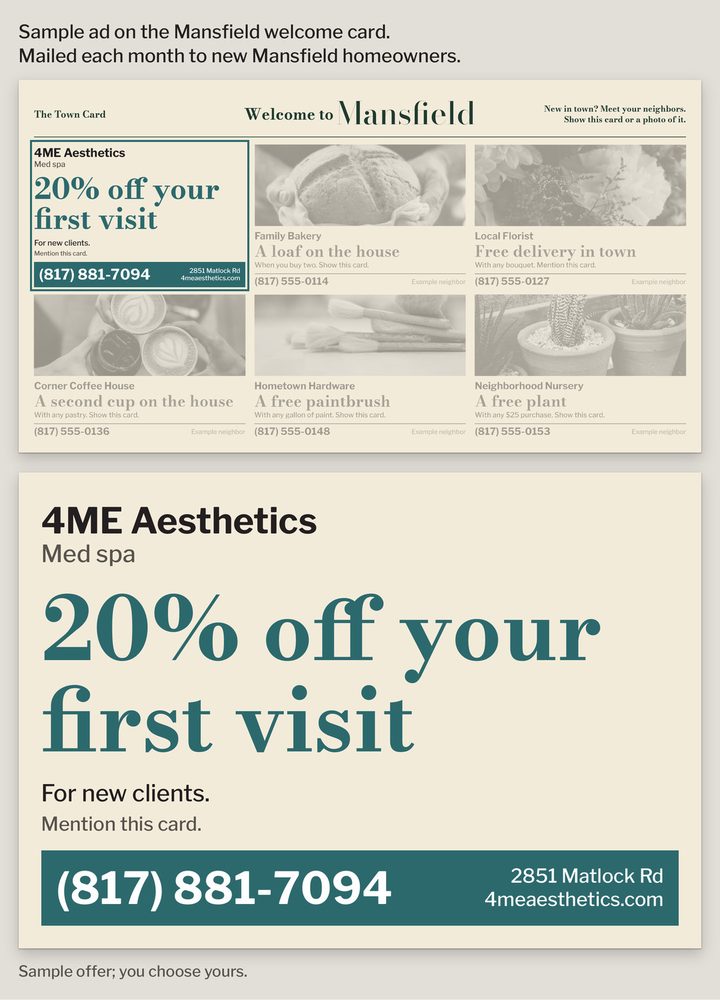 Sample ad on the Mansfield welcome card.
Mailed each month to new Mansfield homeowners.
The Town Card
Welcome to Mansfield
New in town? Meet your neighbors.
Show this card or a photo of it.
4ME Aesthetics
Med spa
20% off your
first visit
For new clients.
Mention this card.
(817) 881-7094
2851 Matlock Rd
4meaesthetics.com
Family Bakery
A loaf on the house
When you buy two. Show this card.
(817) 555-0114
Example neighbor
Local Florist
Free delivery in town
With any bouquet. Mention this card.
(817) 555-0127
Example neighbor
Corner Coffee House
A second cup on the house
With any pastry. Show this card.
(817) 555-0136
Example neighbor
Hometown Hardware
A free paintbrush
With any gallon of paint. Show this card.
(817) 555-0148
Example neighbor
Neighborhood Nursery
A free plant
With any $25 purchase. Show this card.
(817) 555-0153
Example neighbor
4ME Aesthetics
Med spa
20% off your
first visit
For new clients.
Mention this card.
(817) 881-7094
2851 Matlock Rd
4meaesthetics.com
Sample offer; you choose yours.